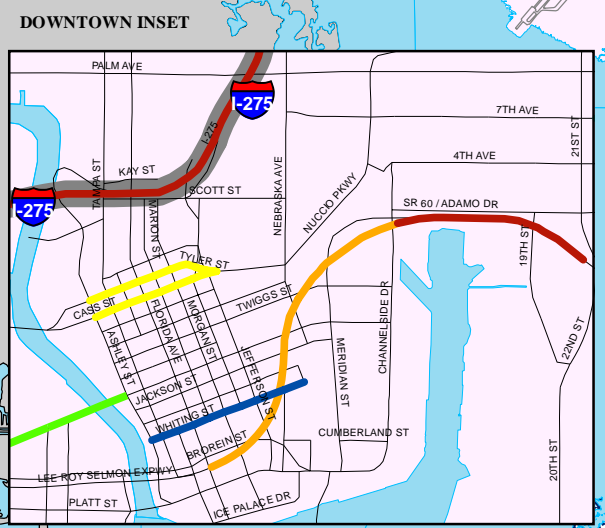 DOWNTOWN INSET
PALM AVE
I-275
7TH AVE
I-275
21ST ST
4TH AVE
KAY ST
TAMPA ST
SCOTT ST
NEBRASKA AVE
NUCCIO PKWY
SR 60 / ADAMO DR
I-275
MARION ST
19TH ST
TYLER ST
CASS ST
TWIGGS ST
FLORIDA AVE
MORGAN ST
CHANNELSIDE DR
ASHLEY ST
JEFFERSON ST
MERIDIAN ST
22ND ST
JACKSON ST
WHITING ST
BROREIN ST
CUMBERLAND ST
20TH ST
LEE ROY SELMON EXPWY
PLATT ST
ICE PALACE DR